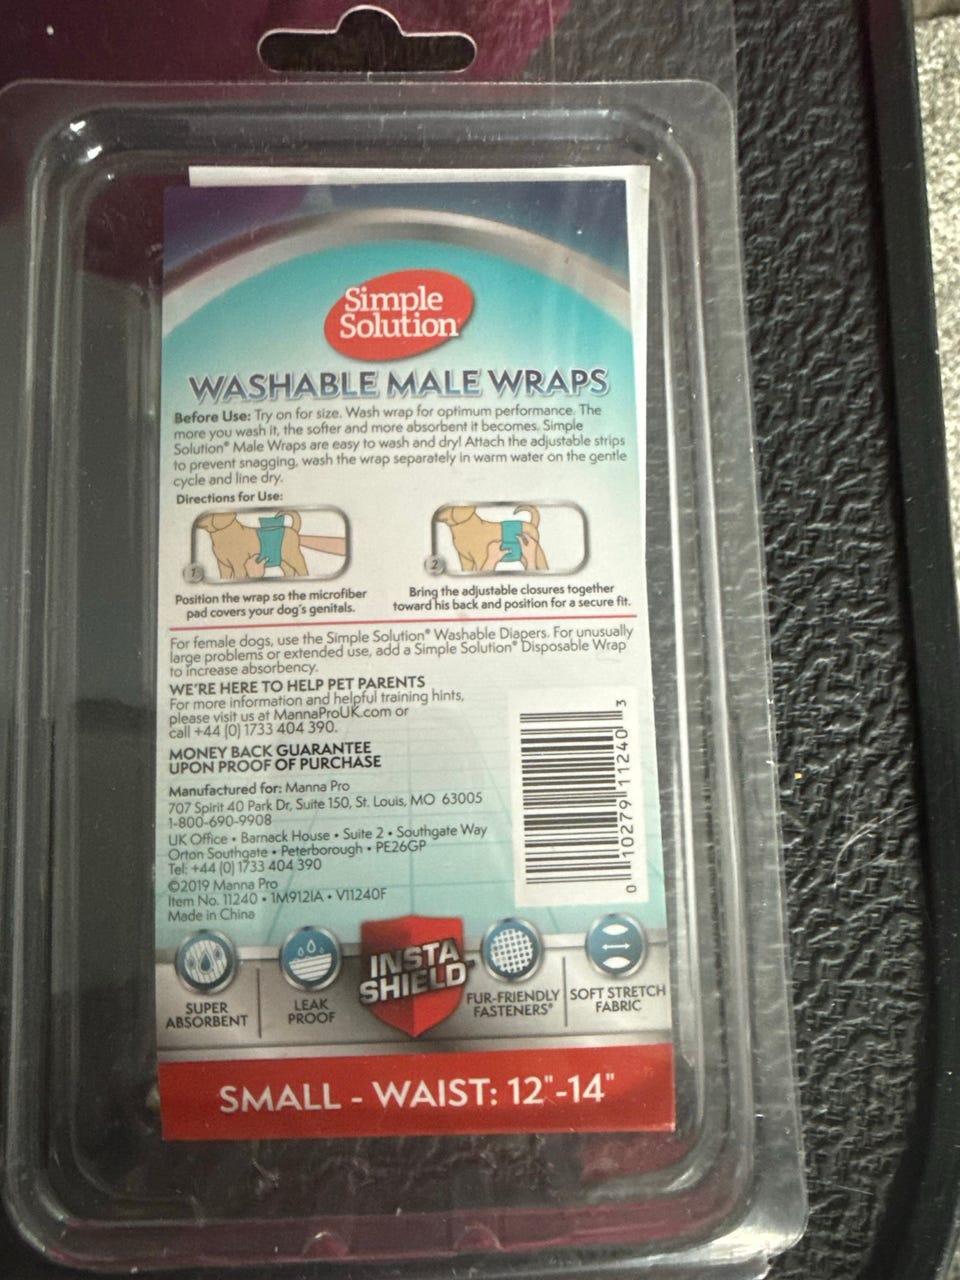 Simple
Solution®
WASHABLE MALE WRAPS
Before Use: Try on for size. Wash wrap for optimum performance. The
more you wash it, the softer and more absorbent it becomes. Simple
Solution® Male Wraps are easy to wash and dry! Attach the adjustable strips
to prevent snagging, wash the wrap separately in warm water on the gentle
cycle and line dry.
Directions for Use:
1
Position the wrap so the microfiber
pad covers your dog's genitals.
2
Bring the adjustable closures together
toward his back and position for a secure fit.
For female dogs, use the Simple Solution® Washable Diapers. For unusually
large problems or extended use, add a Simple Solution® Disposable Wrap
to increase absorbency.
WE'RE HERE TO HELP PET PARENTS
For more information and helpful training hints,
please visit us at MannaProUK.com or
call +44 (0) 1733 404 390.
MONEY BACK GUARANTEE
UPON PROOF OF PURCHASE
Manufactured for: Manna Pro
707 Spirit 40 Park Dr, Suite 150, St. Louis, MO 63005
1-800-690-9908
UK Office • Barnack House • Suite 2 • Southgate Way
Orton Southgate • Peterborough • PE26GP
Tel: +44 (0) 1733 404 390
©2019 Manna Pro
Item No. 11240 • 1M912IA • V11240F
Made in China
0 10279 11240 3
SUPER
ABSORBENT
LEAK
PROOF
INSTA
SHIELD
FUR-FRIENDLY
FASTENERS®
SOFT STRETCH
FABRIC
SMALL - WAIST: 12"-14"